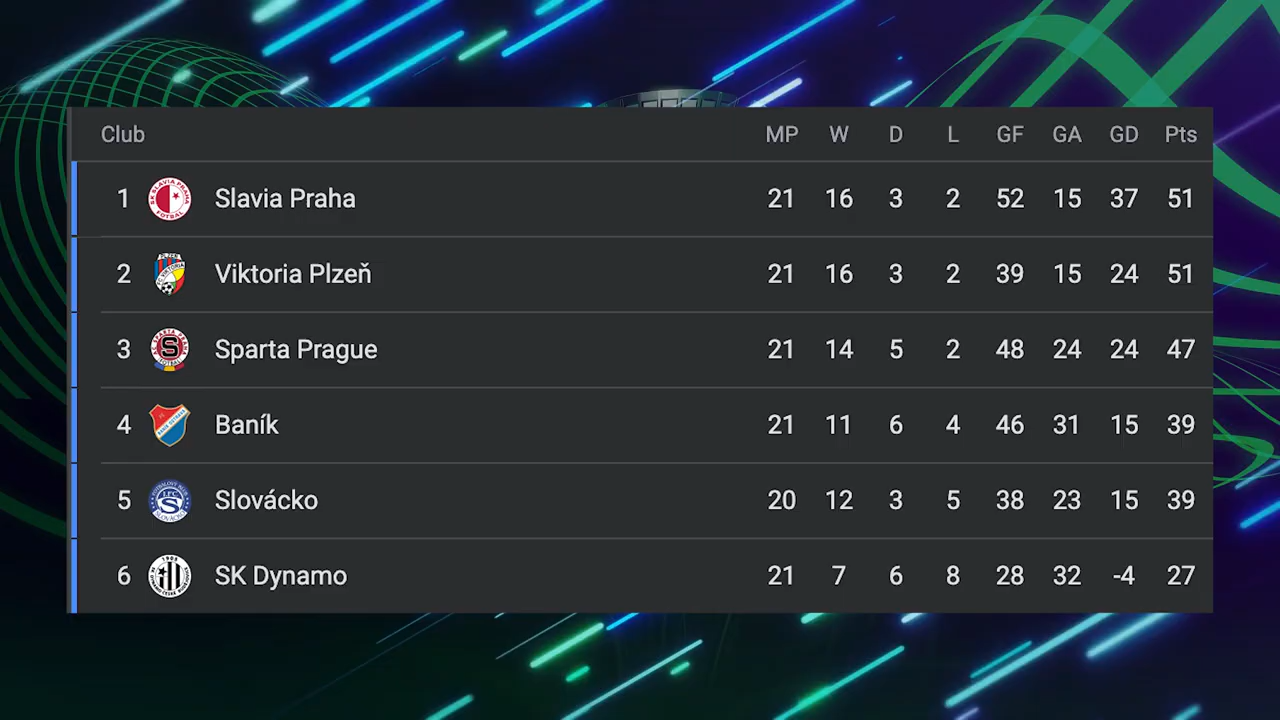 Club MP W D L GF GA GD Pts
1 Slavia Praha 21 16 3 2 52 15 37 51
2 Viktoria Plzeň 21 16 3 2 39 15 24 51
3 Sparta Prague 21 14 5 2 48 24 24 47
4 Baník 21 11 6 4 46 31 15 39
5 Slovácko 20 12 3 5 38 23 15 39
6 SK Dynamo 21 7 6 8 28 32 -4 27